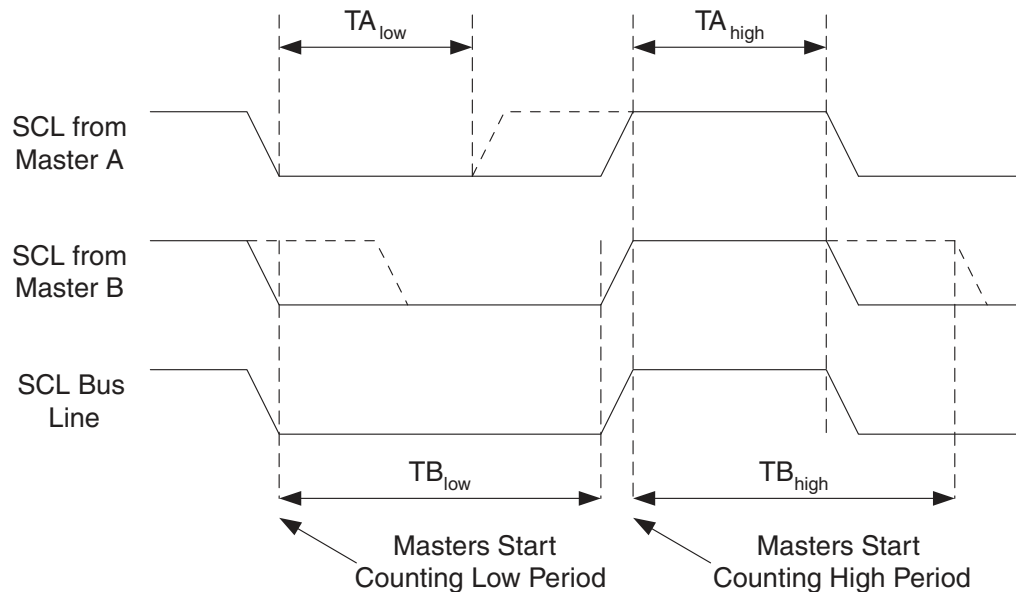 TA low
TA high
SCL from
Master A
SCL from
Master B
SCL Bus
Line
TB low
TB high
Masters Start
Counting Low Period
Masters Start
Counting High Period